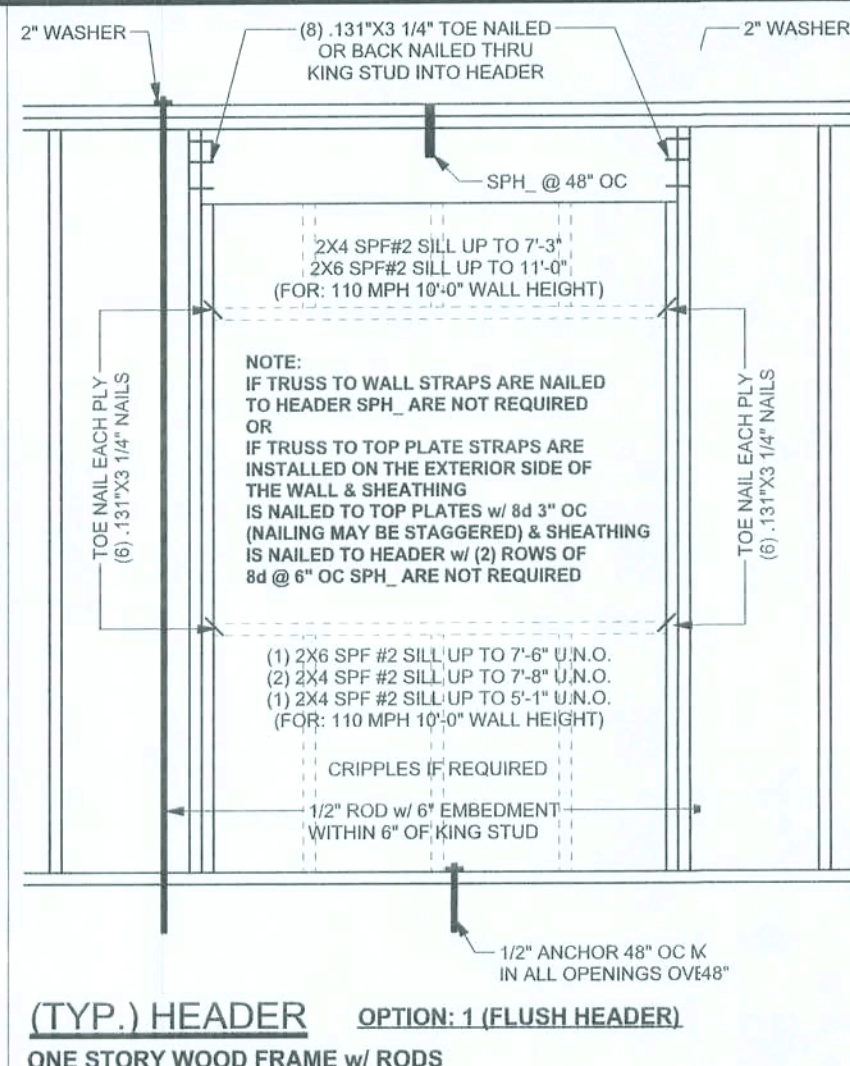 2" WASHER
(8) .131"X3 1/4" TOE NAILED
OR BACK NAILED THRU
KING STUD INTO HEADER
2" WASHER
SPH_ @ 48" OC
2X4 SPF#2 SILL UP TO 7'-3"
2X6 SPF#2 SILL UP TO 11'-0"
(FOR: 110 MPH 10'-0" WALL HEIGHT)
TOE NAIL EACH PLY
(6) .131"X3 1/4" NAILS
NOTE:
IF TRUSS TO WALL STRAPS ARE NAILED
TO HEADER SPH_ ARE NOT REQUIRED
OR
IF TRUSS TO TOP PLATE STRAPS ARE
INSTALLED ON THE EXTERIOR SIDE OF
THE WALL & SHEATHING
IS NAILED TO TOP PLATES w/ 8d 3" OC
(NAILING MAY BE STAGGERED) & SHEATHING
IS NAILED TO HEADER w/ (2) ROWS OF
8d @ 6" OC SPH_ ARE NOT REQUIRED
TOE NAIL EACH PLY
(6) .131"X3 1/4" NAILS
(1) 2X6 SPF #2 SILL UP TO 7'-6" U.N.O.
(2) 2X4 SPF #2 SILL UP TO 7'-8" U.N.O.
(1) 2X4 SPF #2 SILL UP TO 5'-1" U.N.O.
(FOR: 110 MPH 10'-0" WALL HEIGHT)
CRIPPLES IF REQUIRED
1/2" ROD w/ 6" EMBEDMENT
WITHIN 6" OF KING STUD
1/2" ANCHOR 48" OC
IN ALL OPENINGS 48"
(TYP.) HEADER
OPTION: 1 (FLUSH HEADER)
ONE STORY WOOD FRAME w/ RODS